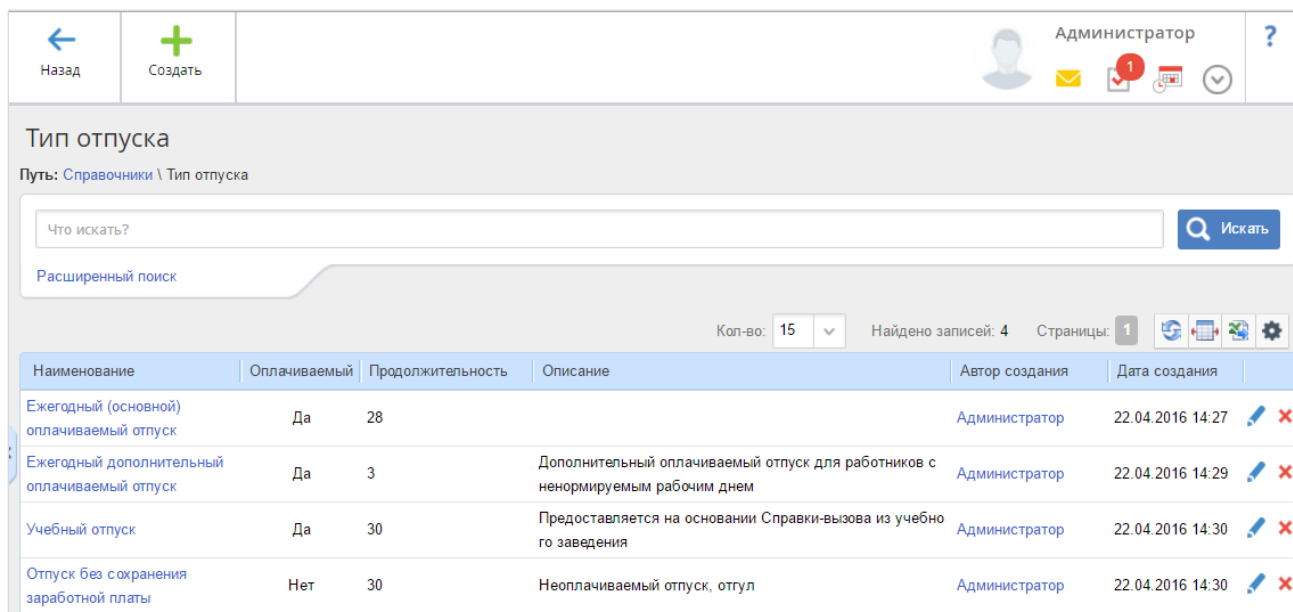 Назад
Создать
Администратор
?
1
Тип отпуска
Путь: Справочники \ Тип отпуска
Что искать?
Искать
Расширенный поиск
Кол-во: 15 Найдено записей: 4 Страницы: 1
Наименование Оплачиваемый Продолжительность Описание Автор создания Дата создания
Ежегодный (основной)
оплачиваемый отпуск
Да 28 Администратор 22.04.2016 14:27
Ежегодный дополнительный
оплачиваемый отпуск
Да 3
Дополнительный оплачиваемый отпуск для работников с
ненормируемым рабочим днем
Администратор 22.04.2016 14:29
Учебный отпуск Да 30
Предоставляется на основании Справки-вызова из учебно
го заведения
Администратор 22.04.2016 14:30
Отпуск без сохранения
заработной платы
Нет 30 Неоплачиваемый отпуск, отгул Администратор 22.04.2016 14:30